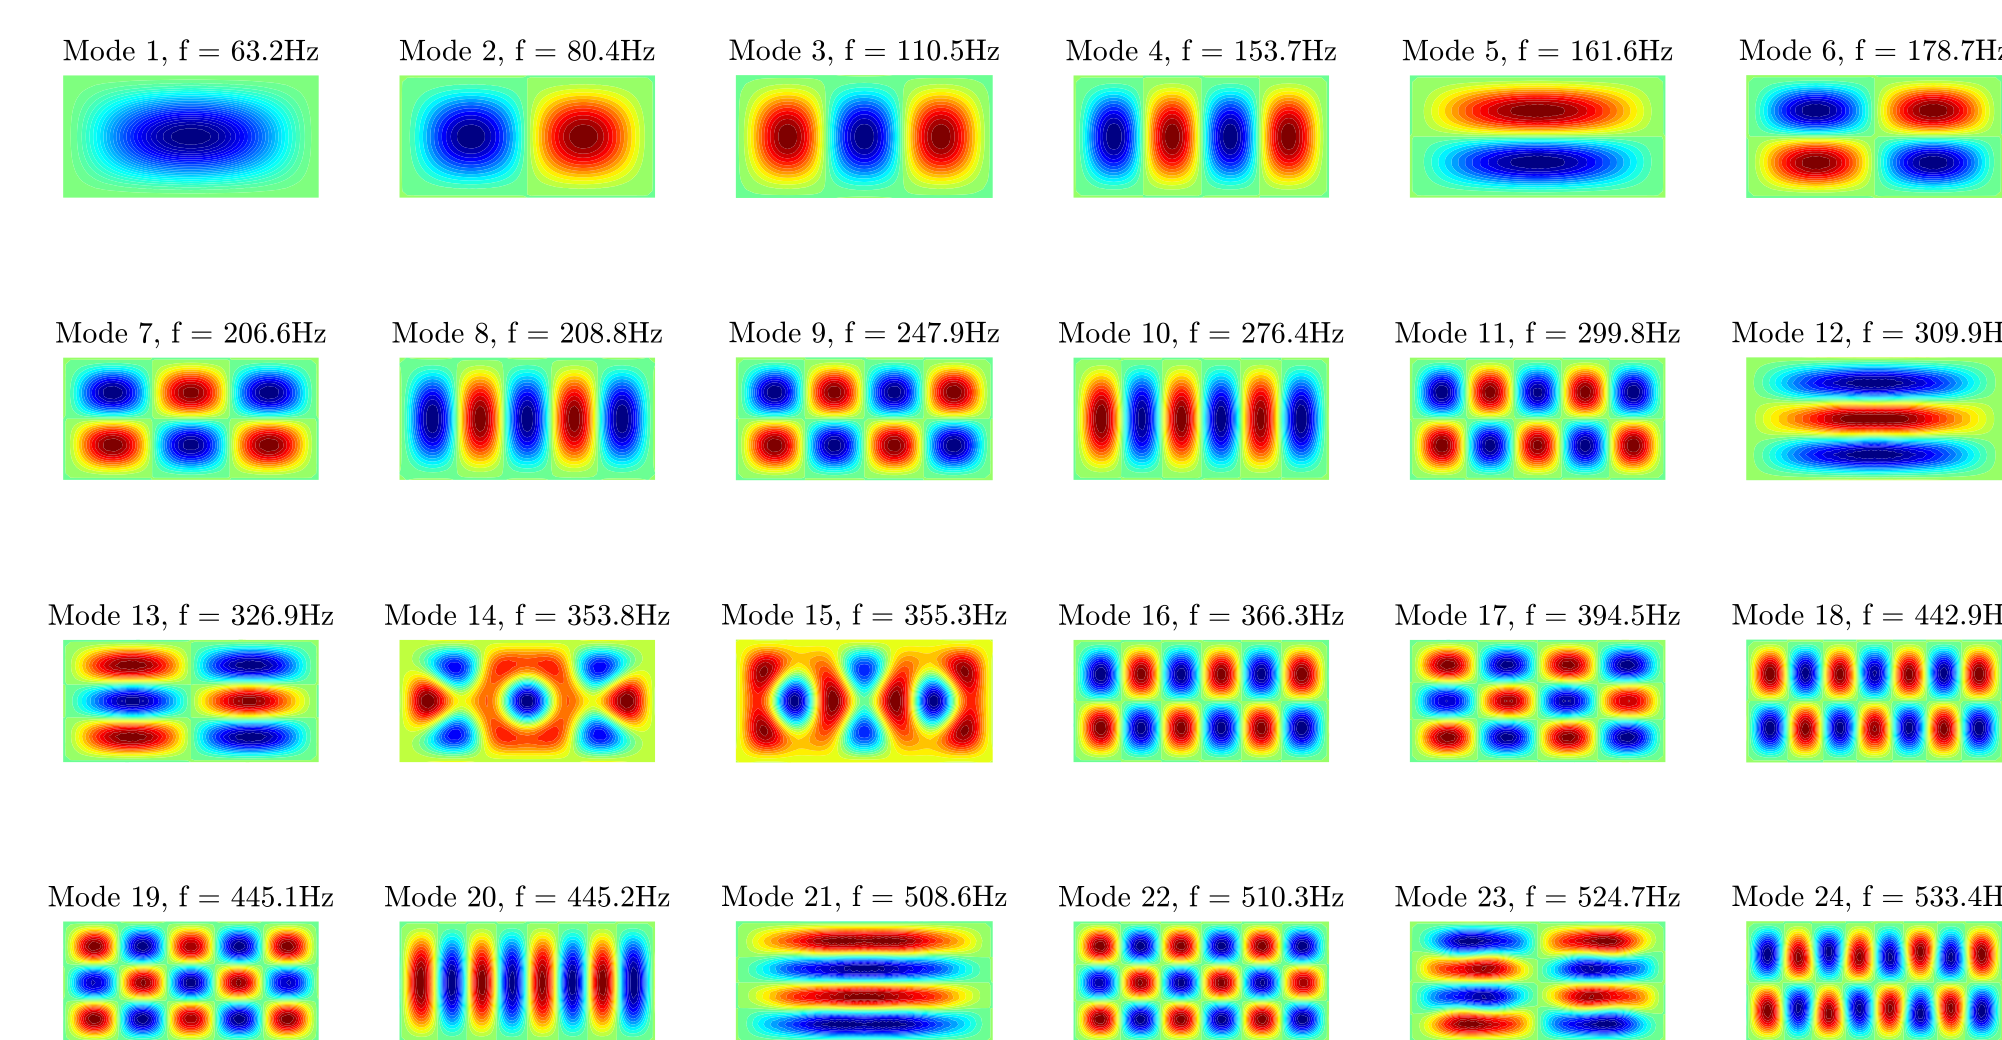 Mode 1, f = 63.2Hz
Mode 2, f = 80.4Hz
Mode 3, f = 110.5Hz
Mode 4, f = 153.7Hz
Mode 5, f = 161.6Hz
Mode 6, f = 178.7Hz
Mode 7, f = 206.6Hz
Mode 8, f = 208.8Hz
Mode 9, f = 247.9Hz
Mode 10, f = 276.4Hz
Mode 11, f = 299.8Hz
Mode 12, f = 309.9H
Mode 13, f = 326.9Hz
Mode 14, f = 353.8Hz
Mode 15, f = 355.3Hz
Mode 16, f = 366.3Hz
Mode 17, f = 394.5Hz
Mode 18, f = 442.9H
Mode 19, f = 445.1Hz
Mode 20, f = 445.2Hz
Mode 21, f = 508.6Hz
Mode 22, f = 510.3Hz
Mode 23, f = 524.7Hz
Mode 24, f = 533.4H